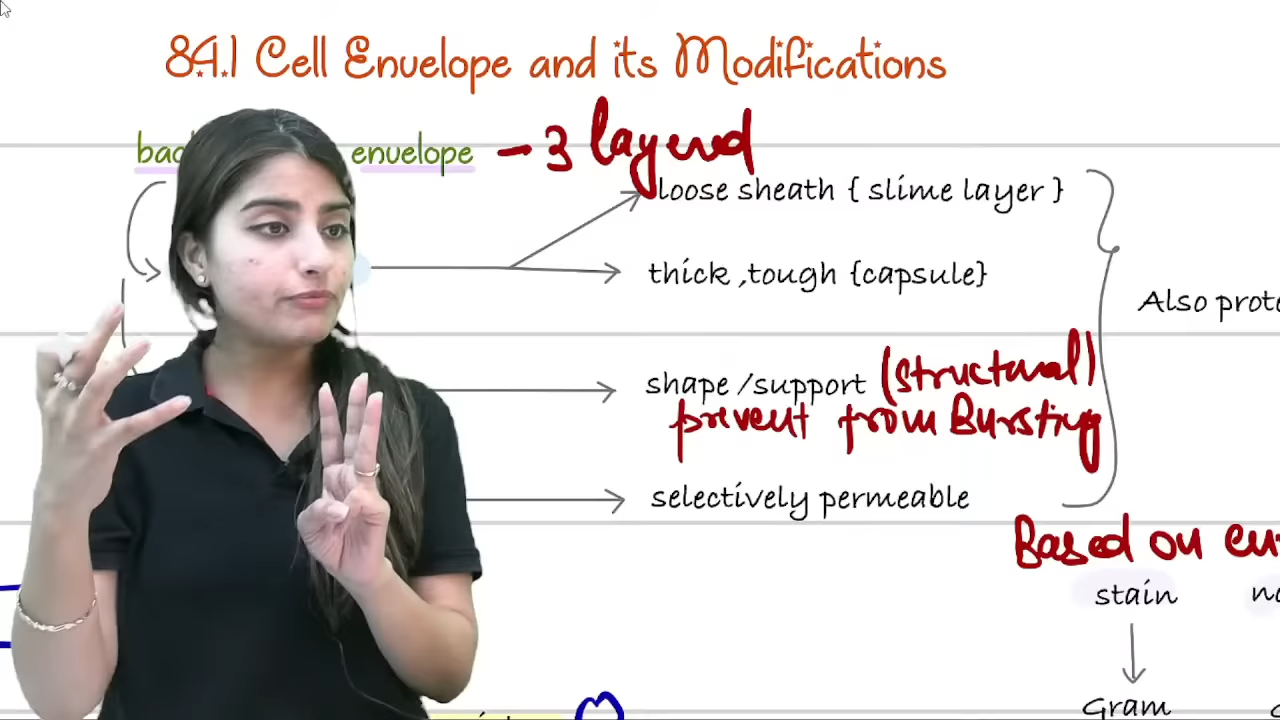 8.4.1 Cell Envelope and its Modifications
envelope - 3 layered
loose sheath { slime layer }
thick ,tough {capsule}
Also prote
shape /support (structural)
prevent from Bursting
selectively permeable
Based on
stain
Gram